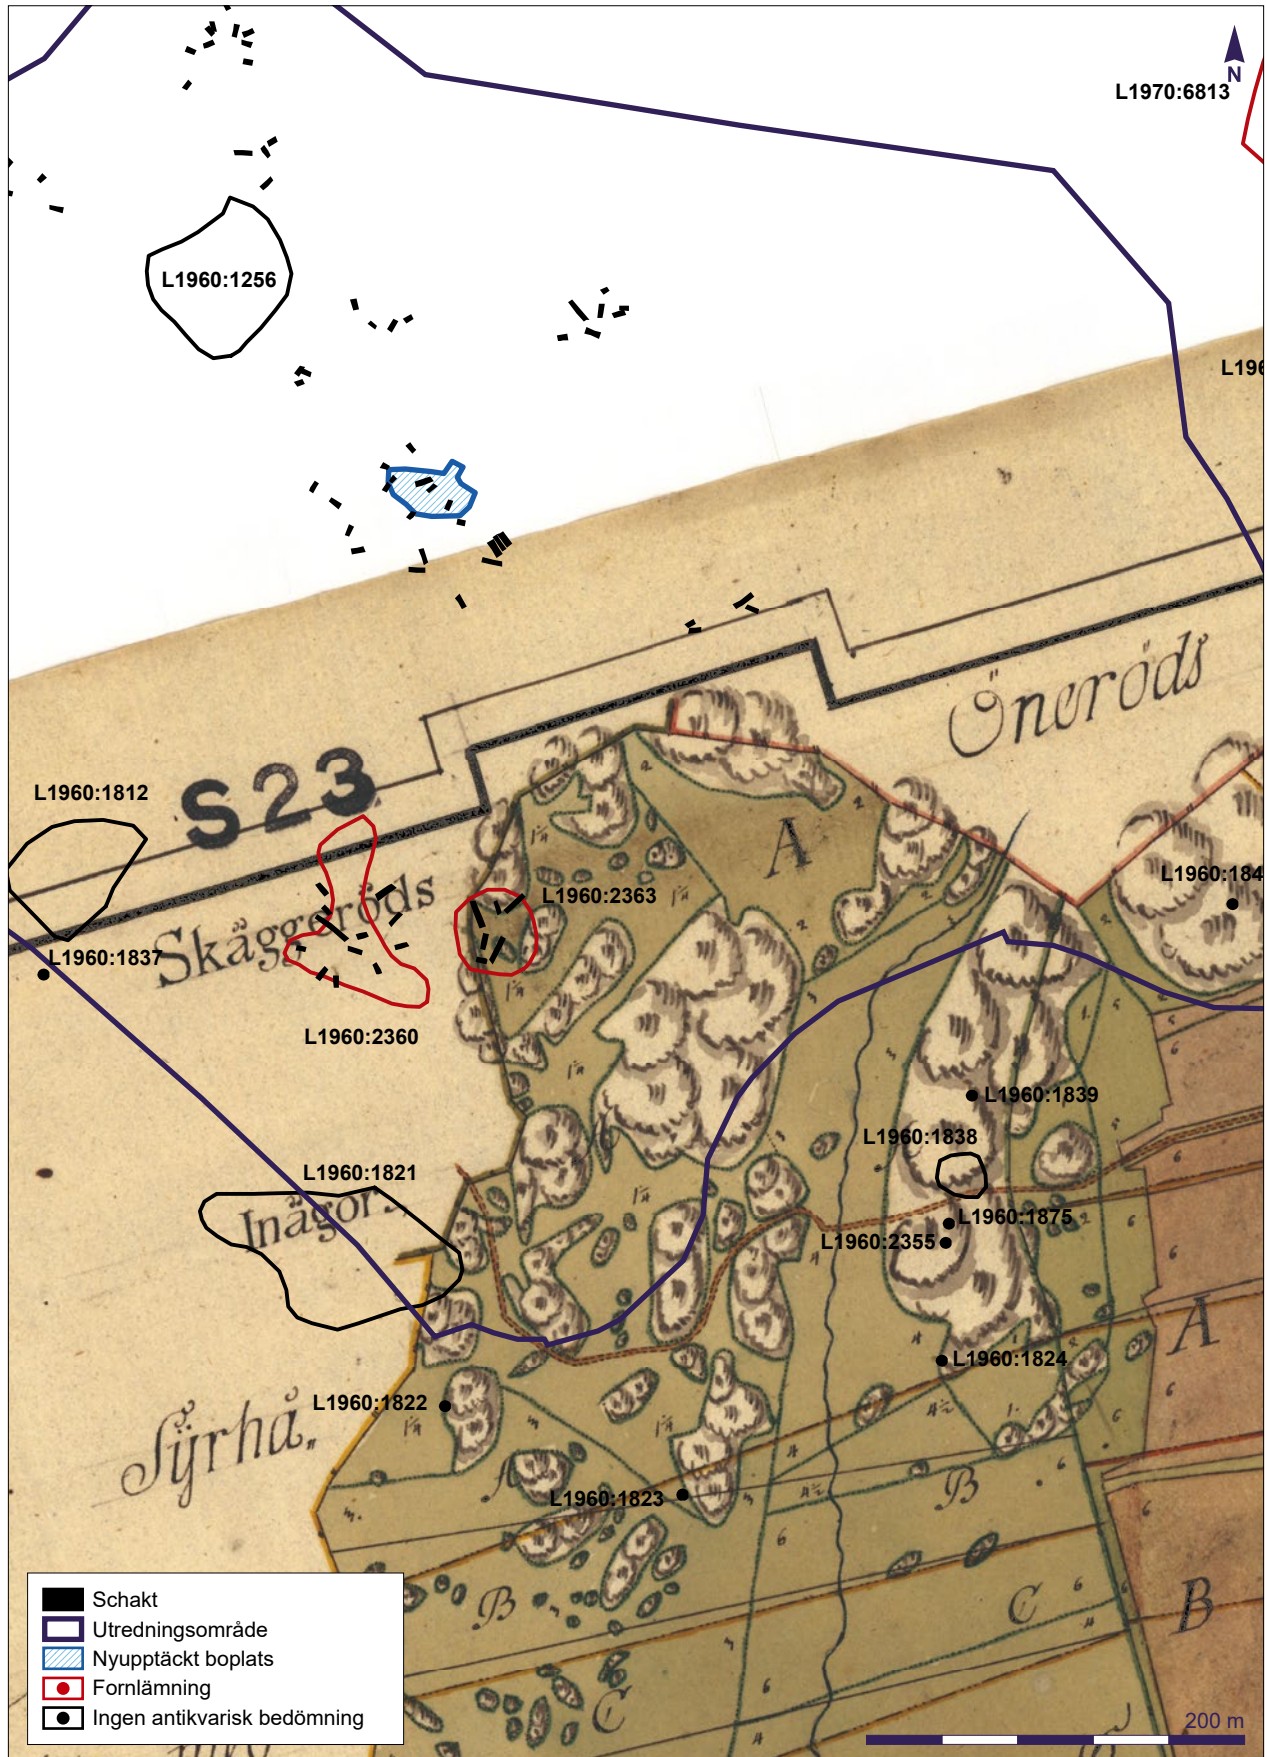 N
L1970:6813
L1960:1256
L196
Öneröds
S23
L1960:1812
L1960:184
A
L1960:2363
Skäggeröds
L1960:1837
L1960:2360
L1960:1839
L1960:1838
L1960:1821
Inägor,
L1960:1875
L1960:2355
A
L1960:1824
L1960:1822
Sÿrhå,,
B
L1960:1823
B
C
B
C
Schakt
Utredningsområde
Nyupptäckt boplats
Fornlämning
Ingen antikvarisk bedömning
200 m